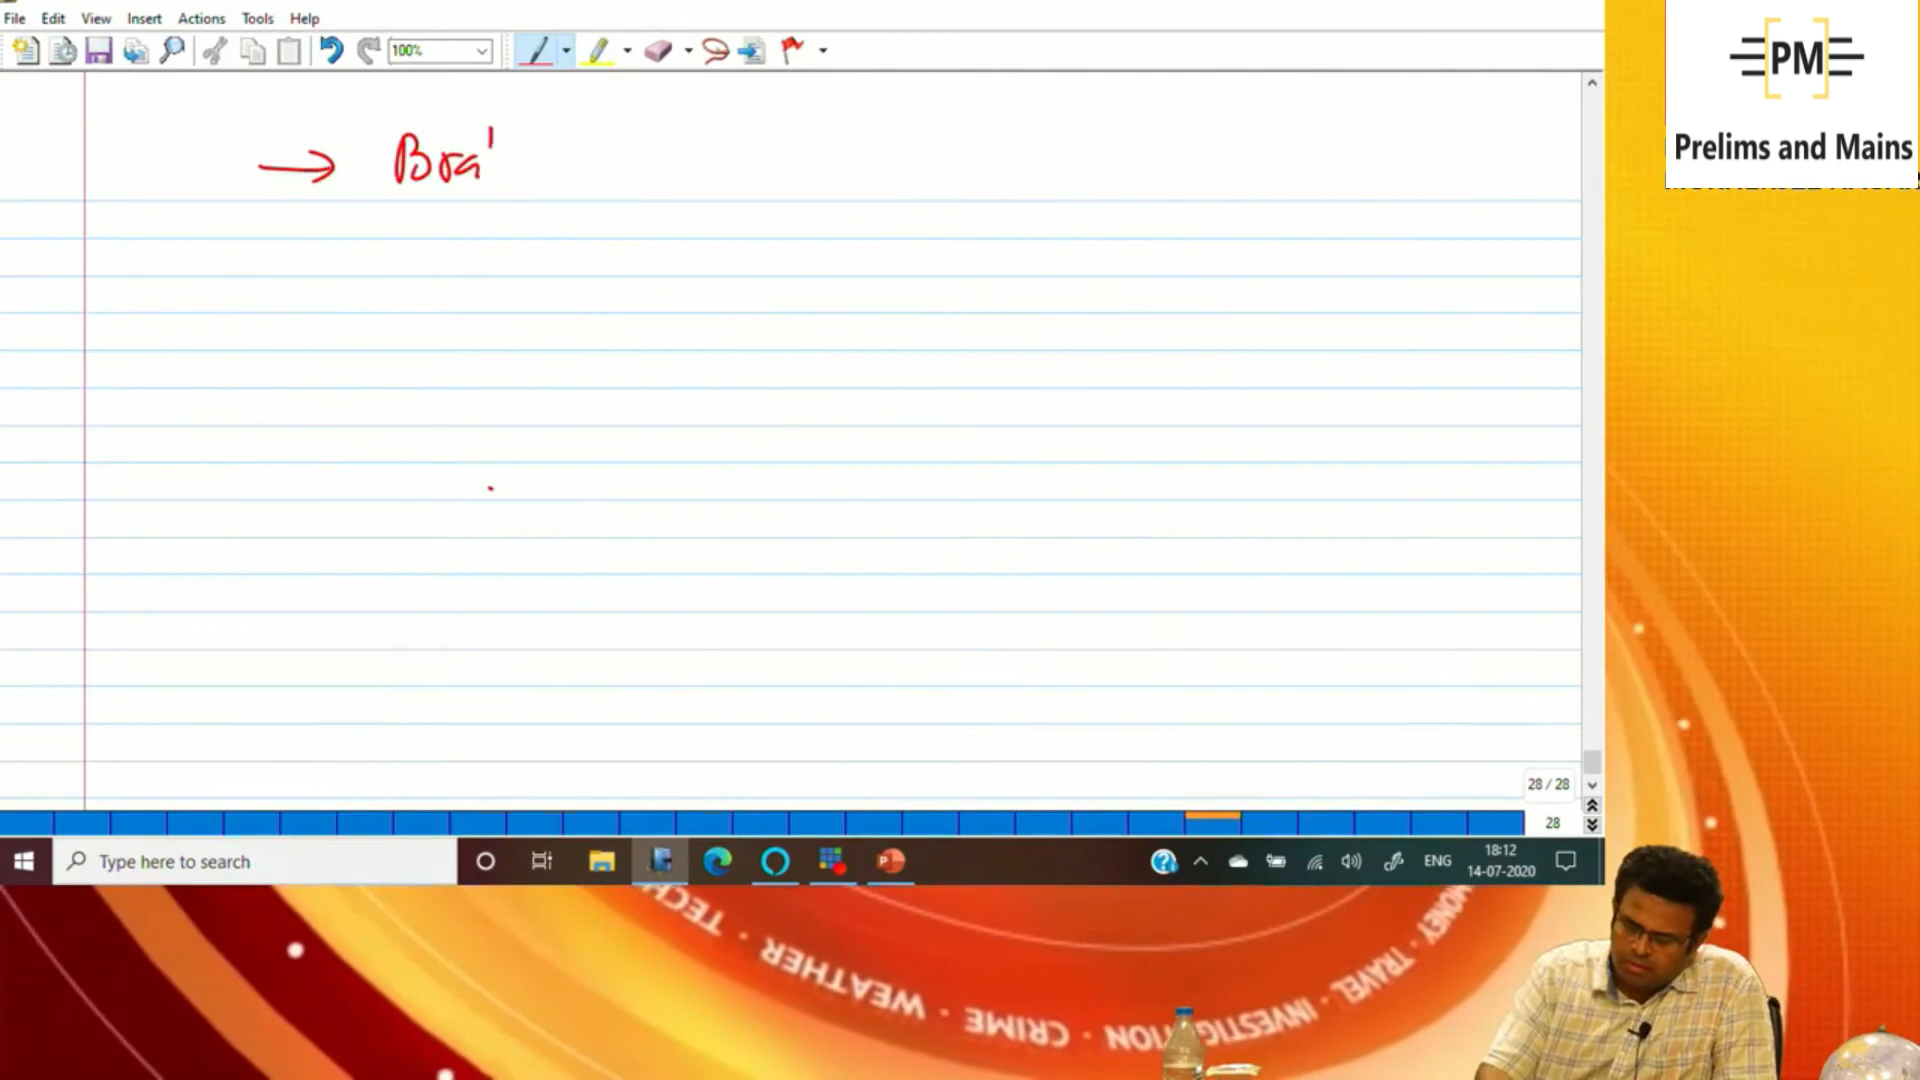 File Edit View Insert Actions Tools Help
100%
PM
Prelims and Mains
→ Bra'
28 / 28
28
Type here to search
ENG
18:12
14-07-2020
TECH · WEATHER · CRIME · INVESTIGATION · TRAVEL · MONEY